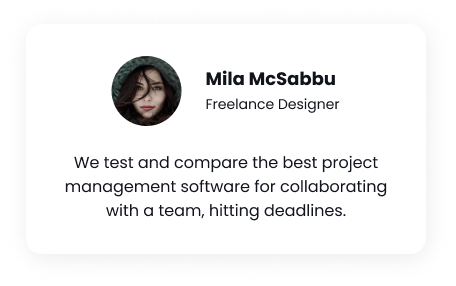 Mila McSabbu
Freelance Designer
We test and compare the best project
management software for collaborating
with a team, hitting deadlines.